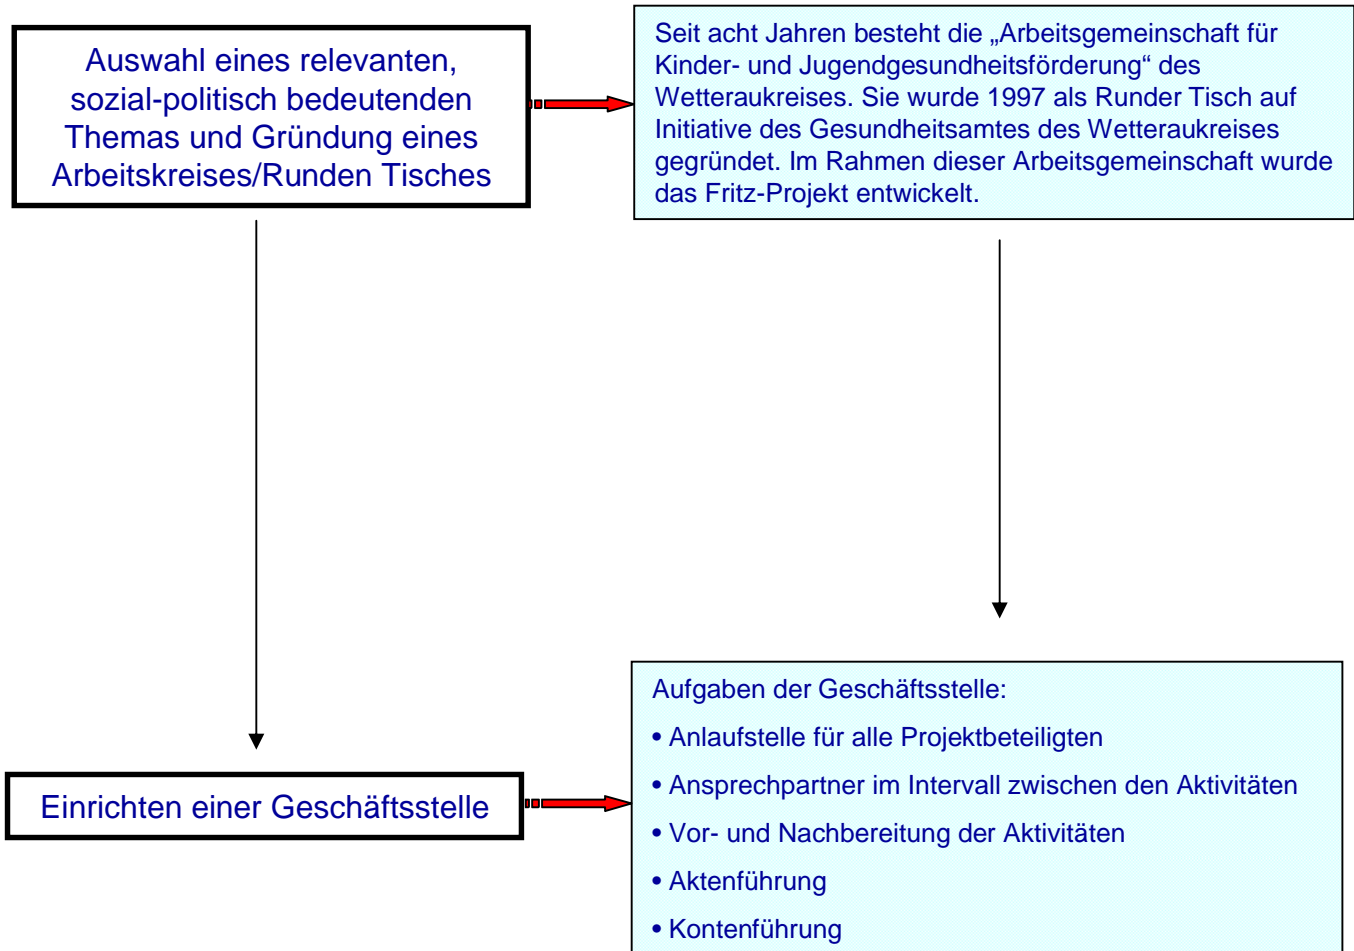 Auswahl eines relevanten,
sozial-politisch bedeutenden
Themas und Gründung eines
Arbeitskreises/Runden Tisches
Seit acht Jahren besteht die „Arbeitsgemeinschaft für
Kinder- und Jugendgesundheitsförderung“ des
Wetteraukreises. Sie wurde 1997 als Runder Tisch auf
Initiative des Gesundheitsamtes des Wetteraukreises
gegründet. Im Rahmen dieser Arbeitsgemeinschaft wurde
das Fritz-Projekt entwickelt.
Einrichten einer Geschäftsstelle
Aufgaben der Geschäftsstelle:
• Anlaufstelle für alle Projektbeteiligten
• Ansprechpartner im Intervall zwischen den Aktivitäten
• Vor- und Nachbereitung der Aktivitäten
• Aktenführung
• Kontenführung